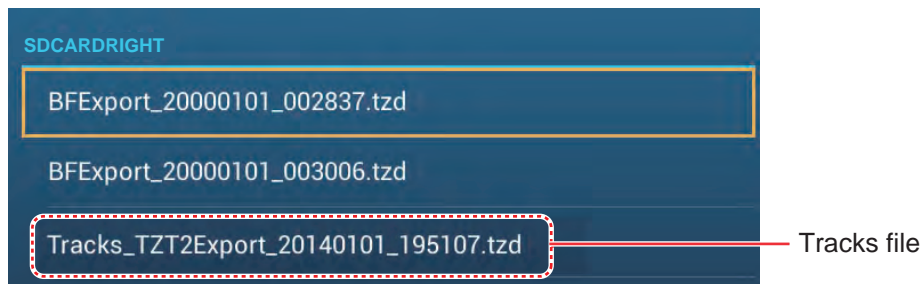 SDCARDRIGHT
BFExport_20000101_002837.tzd
BFExport_20000101_003006.tzd
Tracks_TZT2Export_20140101_195107.tzd
Tracks file